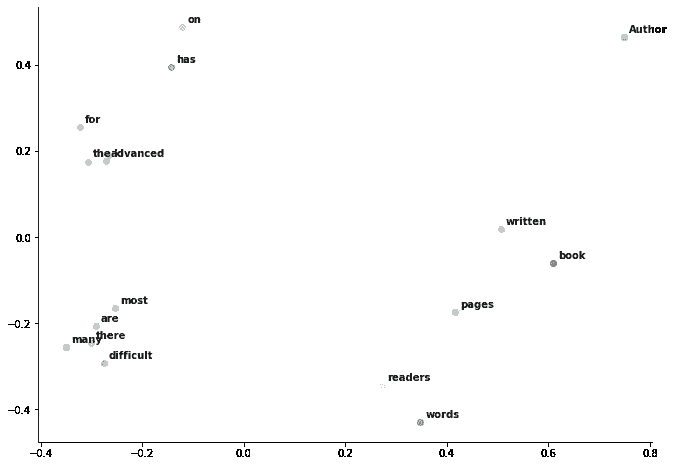 on
Author
has
0.4
for
0.2
the
advanced
written
0.0
book
most
pages
−0.2
are
there
many
difficult
readers
−0.4
words
−0.4
−0.2
0.0
0.2
0.4
0.6
0.8